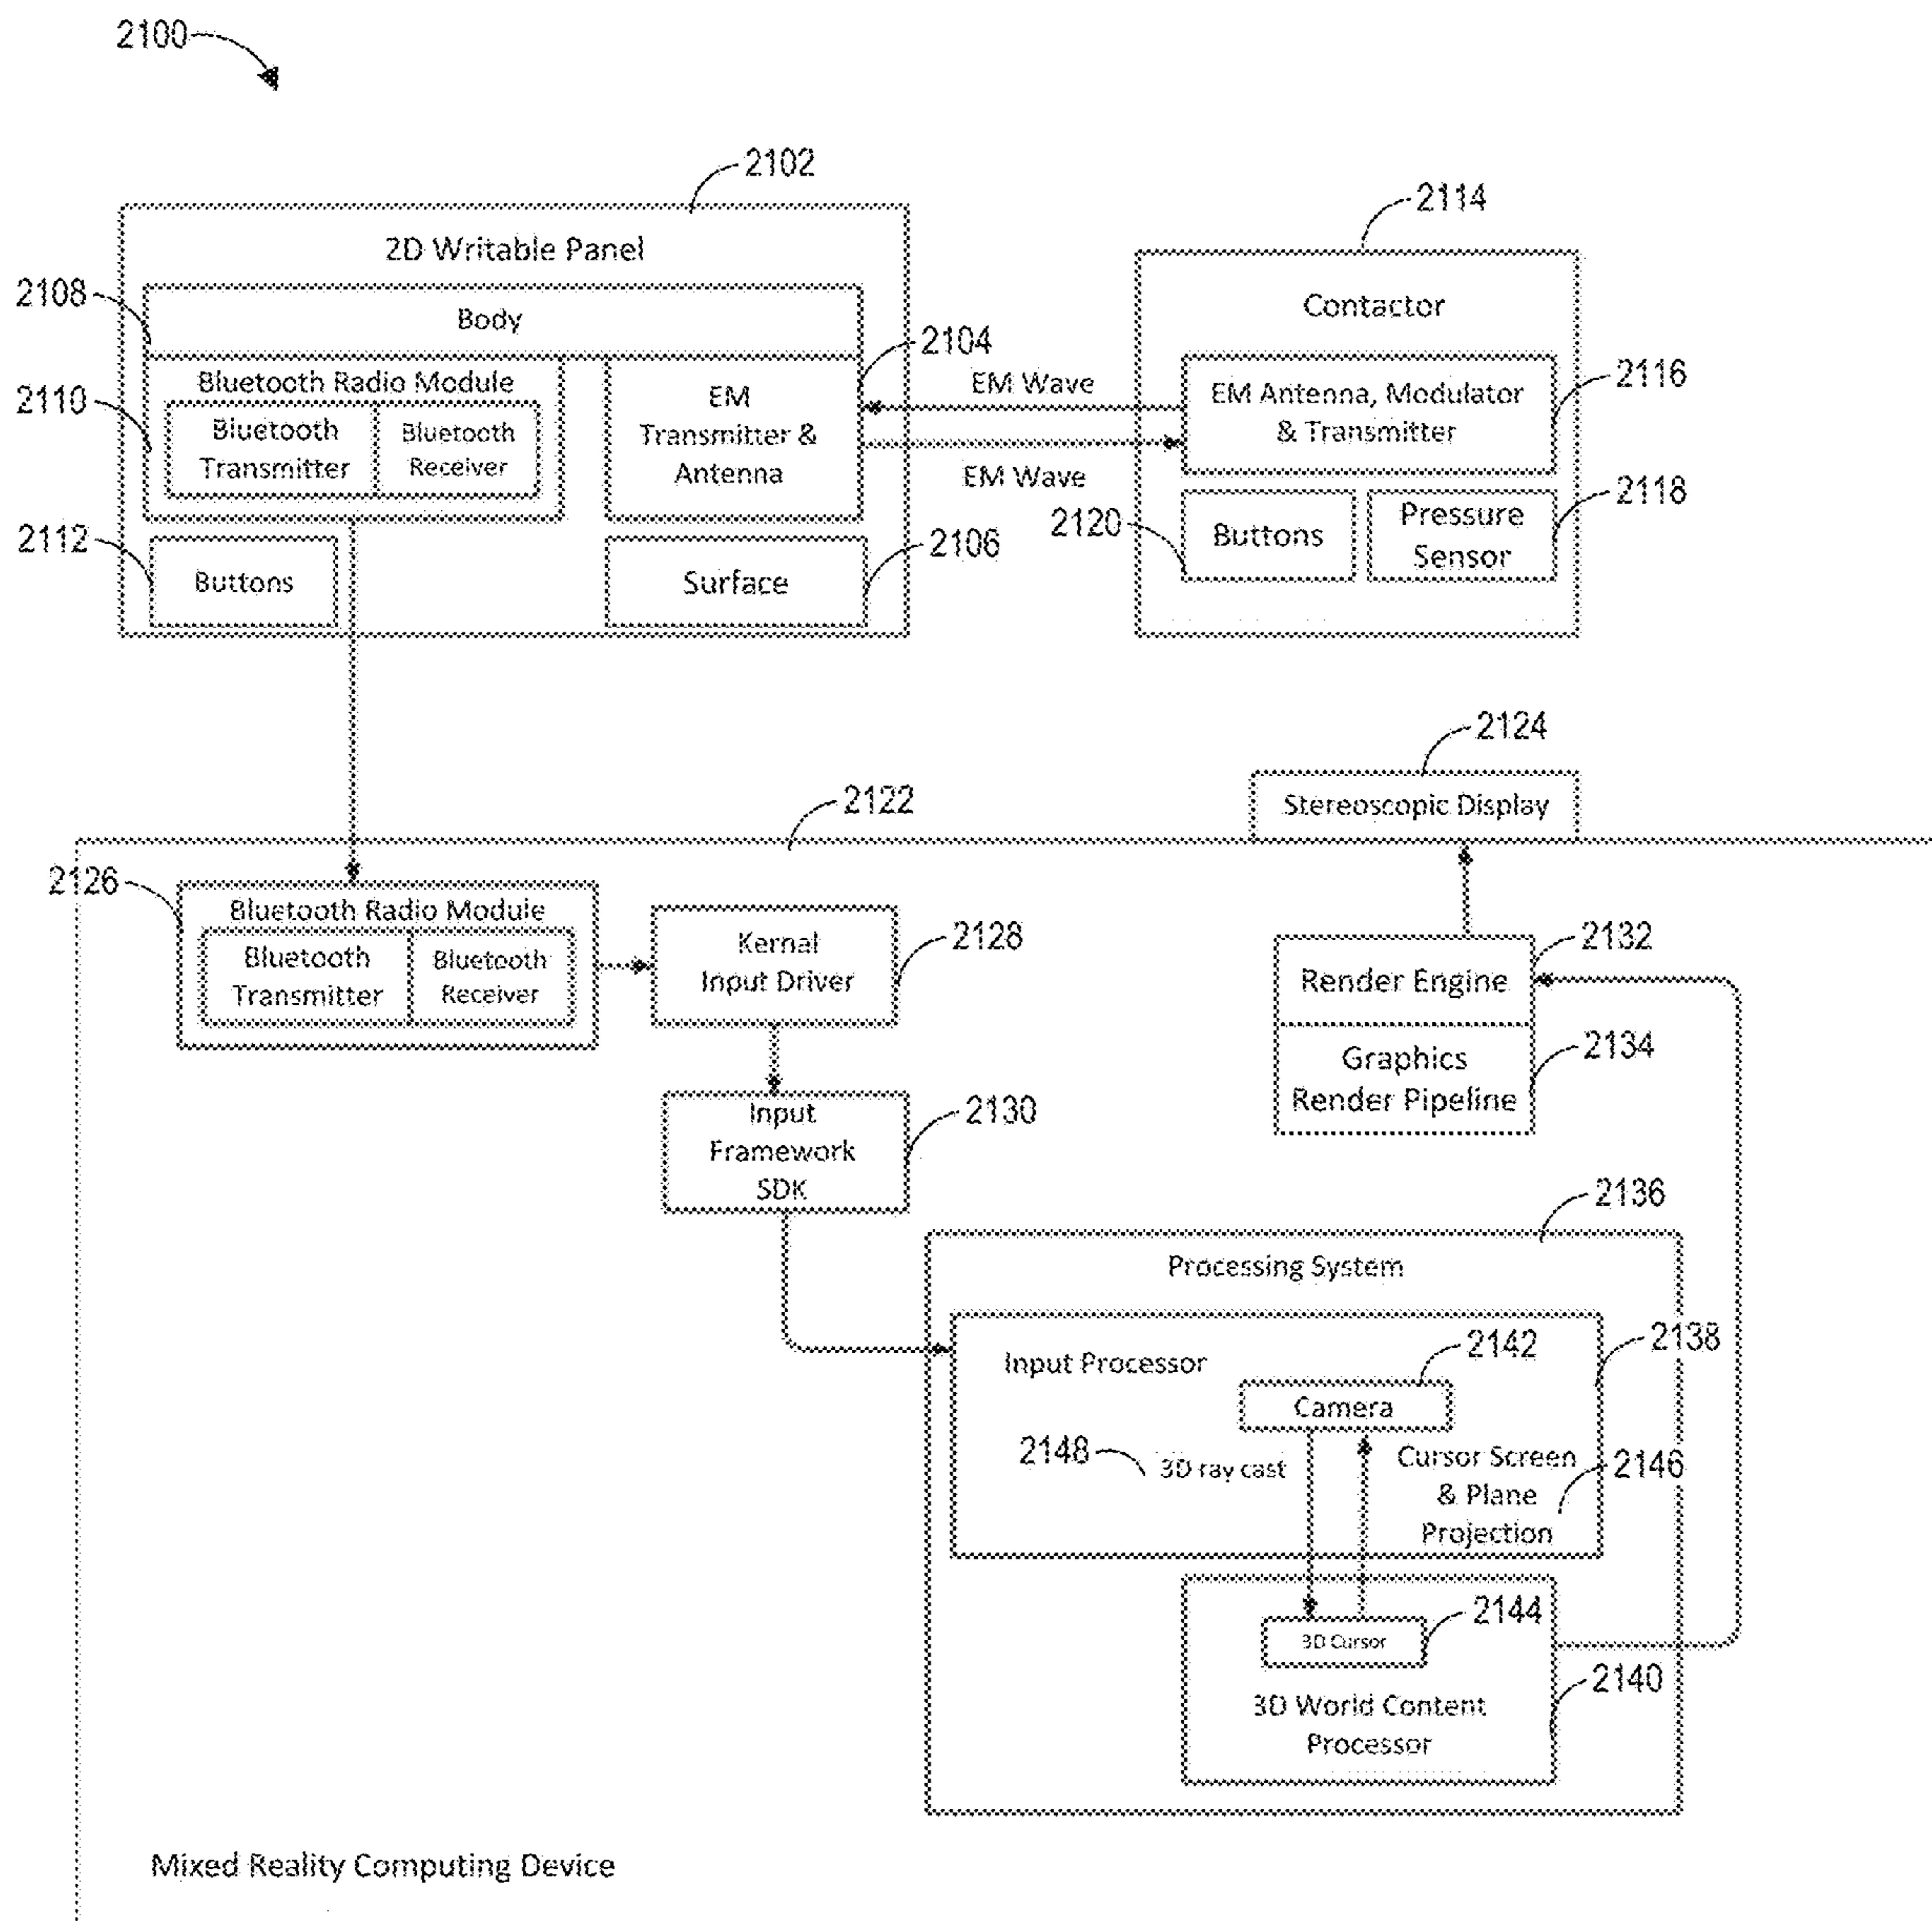 2100
2102
2D Writable Panel
2108
Body
2104
2110
Bluetooth Radio Module
Bluetooth
Transmitter
Bluetooth
Receiver
EM
Transmitter &
Antenna
2112
Buttons
2106
Surface
EM Wave
EM Wave
2114
Contactor
EM Antenna, Modulator
& Transmitter
2116
2120
Buttons
Pressure
Sensor
2118
2124
Stereoscopic Display
2122
2126
Bluetooth Radio Module
Bluetooth
Transmitter
Bluetooth
Receiver
Kernal
Input Driver
2128
2132
Render Engine
Graphics
Render Pipeline
2134
Input
Framework
SDK
2130
2136
Processing System
2138
Input Processor
2142
Camera
2148
3D ray cast
Cursor Screen
& Plane
Projection
2146
2144
3D Cursor
2140
3D World Content
Processor
Mixed Reality Computing Device